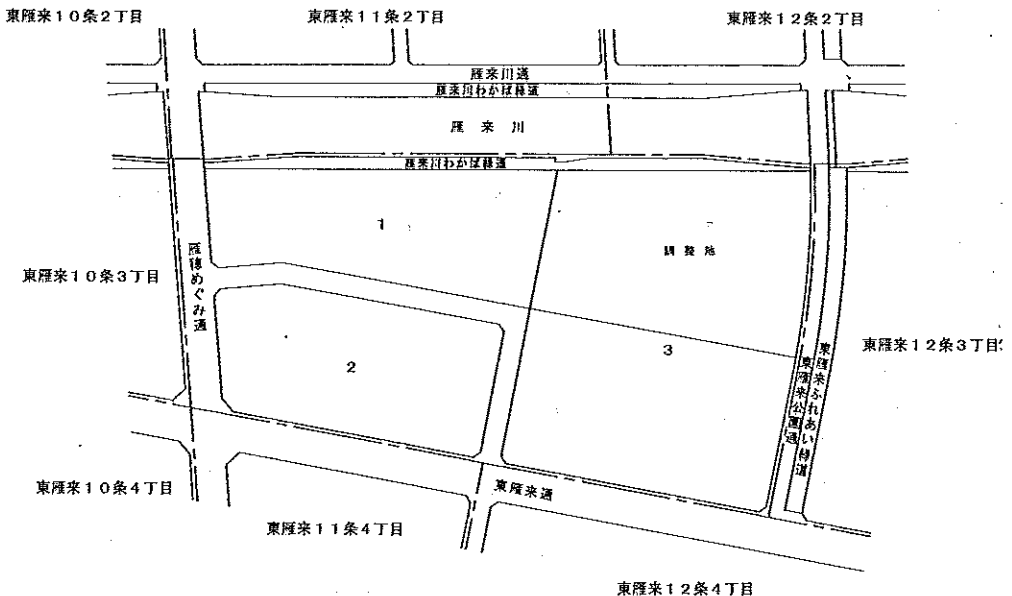 東雁来10条2丁目
東雁来11条2丁目
東雁来12条2丁目
雁来川通
雁来川わかば緑道
雁来川
雁来川わかば緑道
1
調整池
東雁来10条3丁目
雁穂めぐみ通
2
3
東雁来12条3丁目
東雁来ふれあい緑道
東雁来公園通
東雁来10条4丁目
東雁来通
東雁来11条4丁目
東雁来12条4丁目